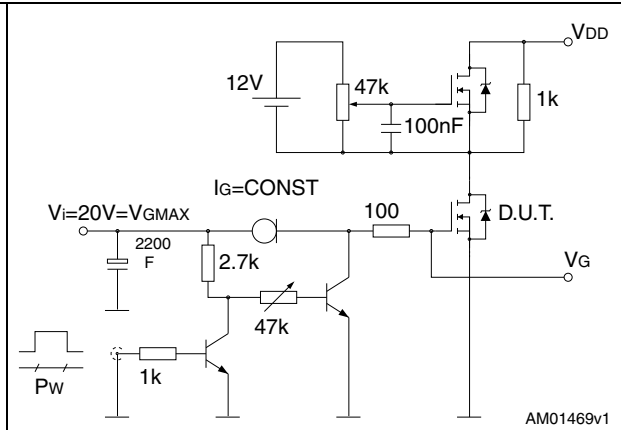 VDD
12V
47k
1k
100nF
IG=CONST
Vi=20V=VGMAX
100
D.U.T.
2200
F
2.7k
VG
47k
1k
PW
AM01469v1